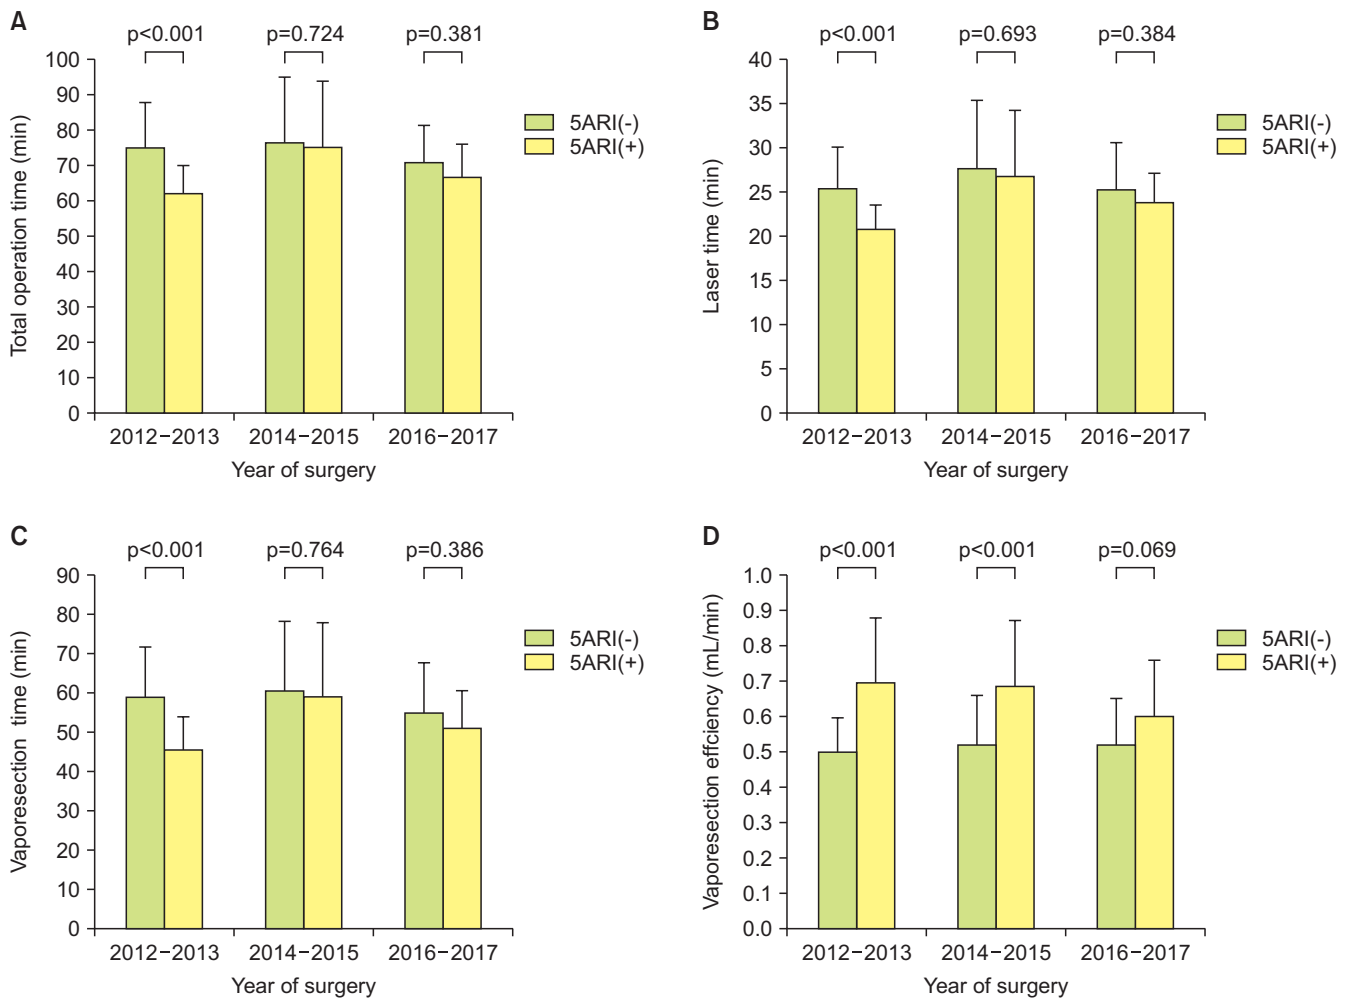 A
p<0.001 p=0.724 p=0.381
100
90
80
70
60
50
40
30
20
10
0
Total operation time (min)
5ARI(-)
5ARI(+)
2012−2013 2014−2015 2016−2017
Year of surgery
B
p<0.001 p=0.693 p=0.384
40
35
30
25
20
15
10
5
0
Laser time (min)
5ARI(-)
5ARI(+)
2012−2013 2014−2015 2016−2017
Year of surgery
C
p<0.001 p=0.764 p=0.386
90
80
70
60
50
40
30
20
10
0
Vaporesection time (min)
5ARI(-)
5ARI(+)
2012−2013 2014−2015 2016−2017
Year of surgery
D
p<0.001 p<0.001 p=0.069
1.0
0.9
0.8
0.7
0.6
0.5
0.4
0.3
0.2
0.1
0.0
Vaporesection effciency (mL/min)
5ARI(-)
5ARI(+)
2012−2013 2014−2015 2016−2017
Year of surgery